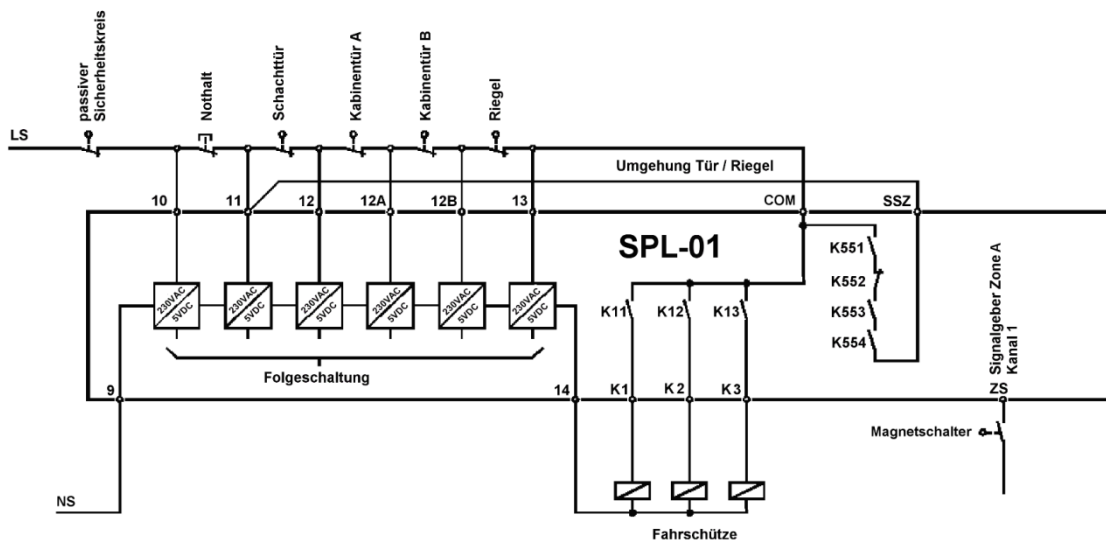 passiver
Sicherheitskreis
Nothalt
Schachttür
Kabinentür A
Kabinentür B
Riegel
LS
Umgehung Tür / Riegel
10
11
12
12A
12B
13
COM
SSZ
SPL-01
K551
K552
K553
K554
230VAC
5VDC
230VAC
5VDC
230VAC
5VDC
230VAC
5VDC
230VAC
5VDC
230VAC
5VDC
K11
K12
K13
Signalgeber Zone A
Kanal 1
Folgeschaltung
9
14
K1
K2
K3
ZS
Magnetschalter
NS
Fahrschütze